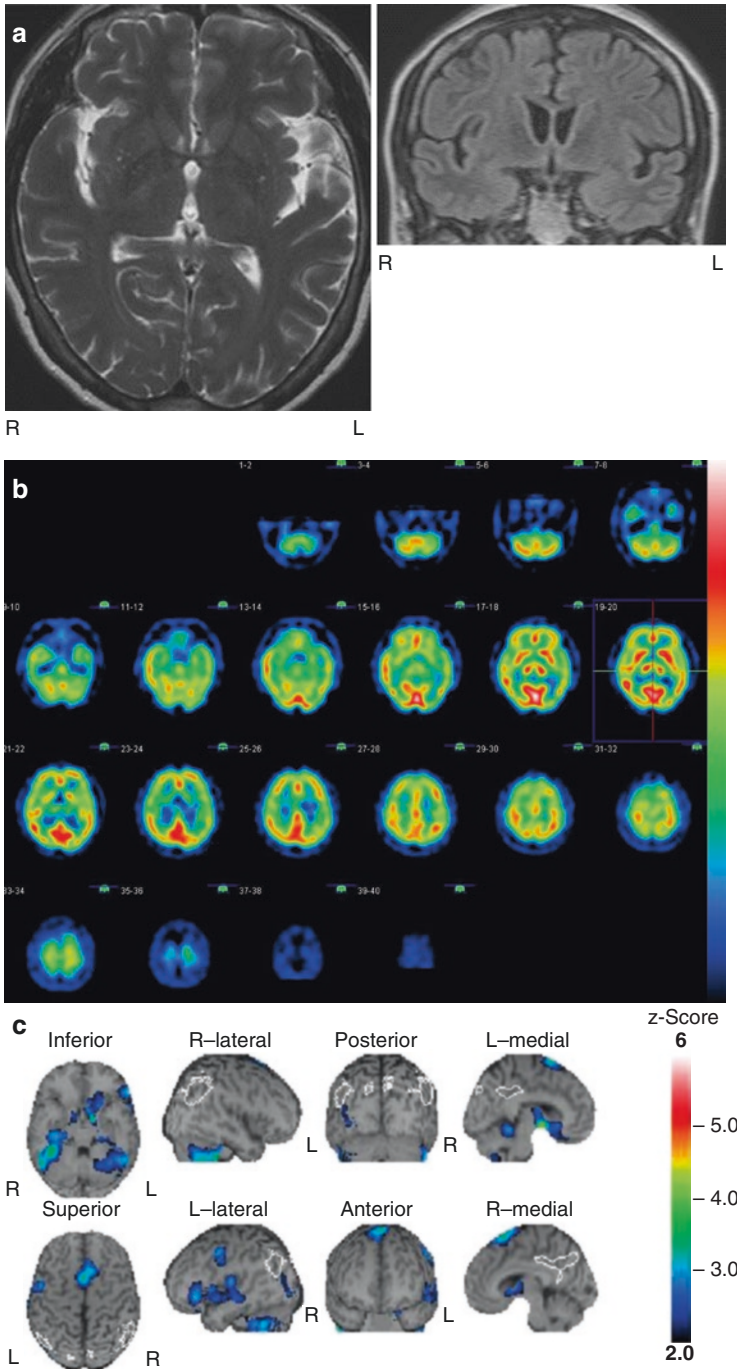 a
R L
R L
b
1-2 3-4 5-6 7-8
9-10 11-12 13-14 15-16 17-18 19-20
21-22 23-24 25-26 27-28 29-30 31-32
33-34 35-36 37-38 39-40
c
z-Score
6
Inferior R–lateral Posterior L–medial
5.0
L R
4.0
R L
Superior L–lateral Anterior R–medial
3.0
R L
L R
2.0